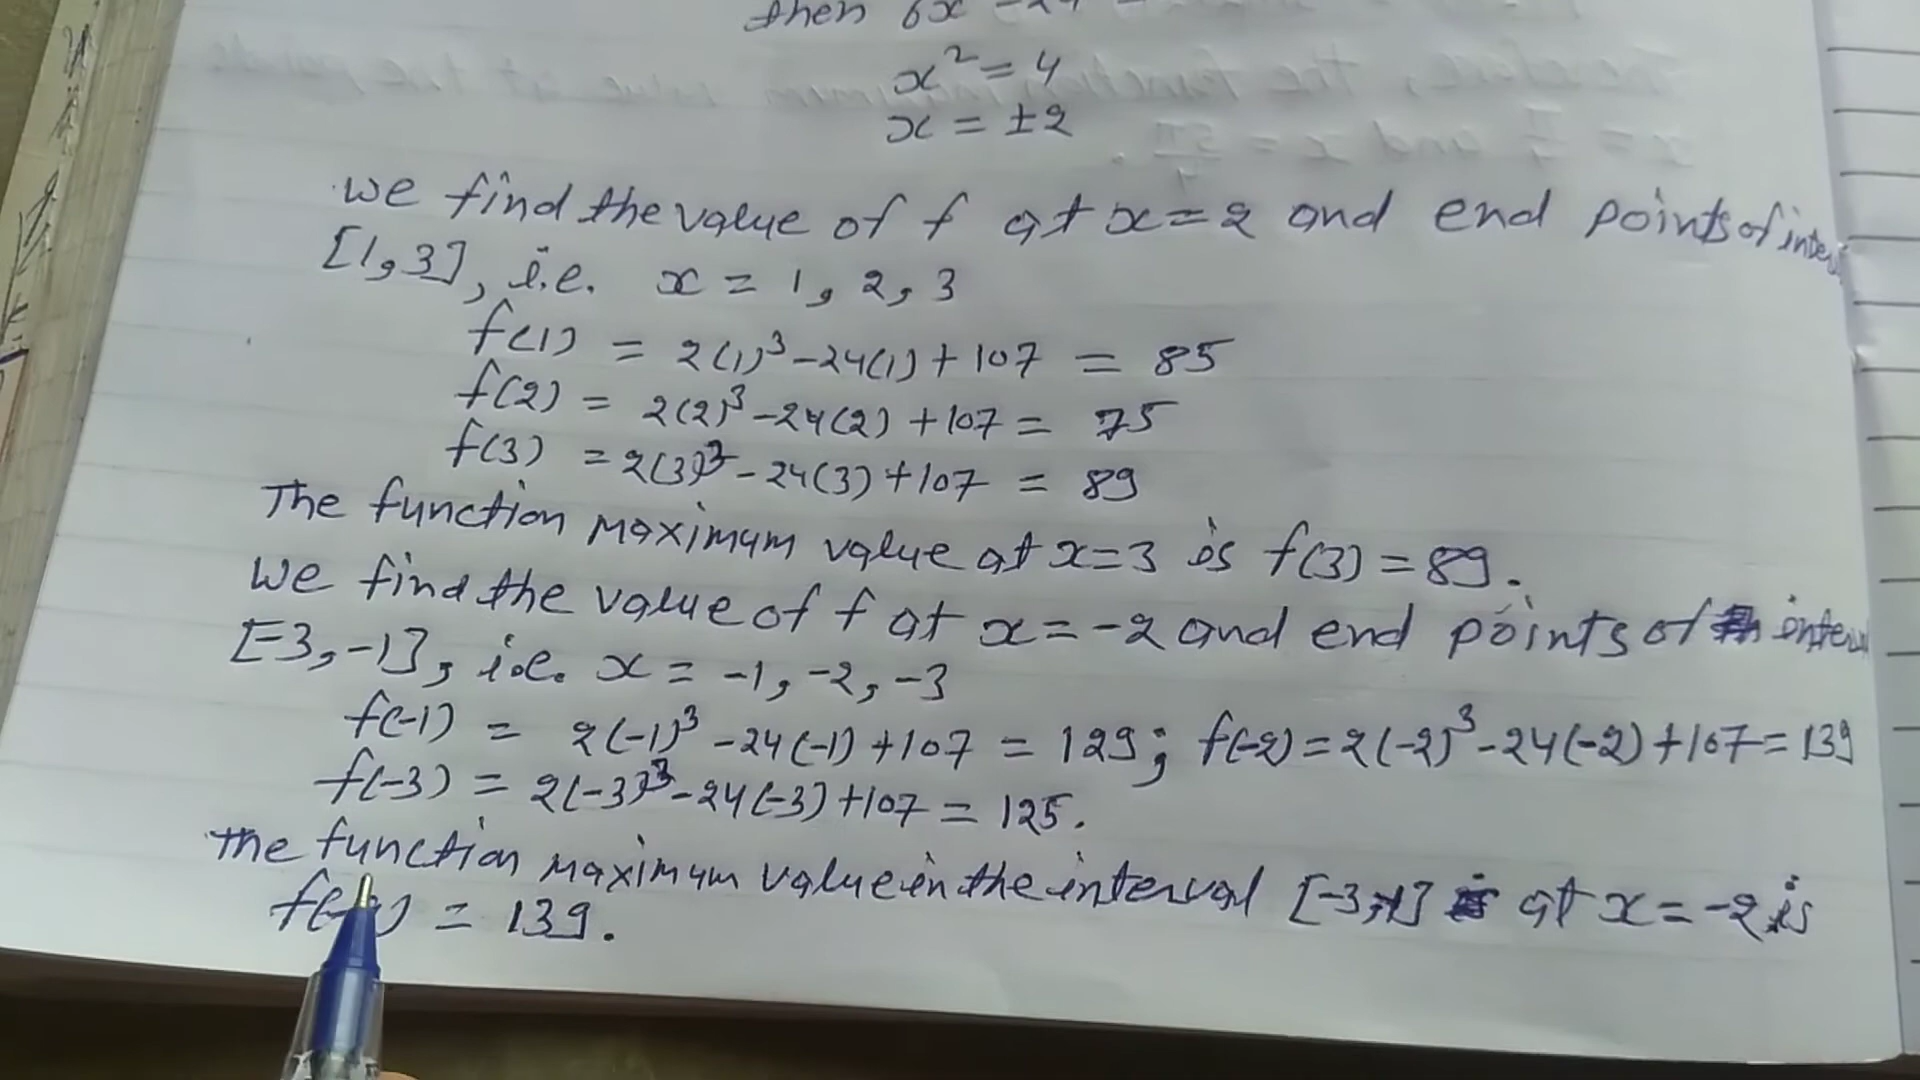 then 6x² - 24
x² = 4
x = ±2
We find the value of f at x=2 and end points of inter
[1,3], i.e. x = 1, 2, 3
f(1) = 2(1)³ - 24(1) + 107 = 85
f(2) = 2(2)³ - 24(2) + 107 = 75
f(3) = 2(3)³ - 24(3) + 107 = 89
The function maximum value at x=3 is f(3) = 89.
We find the value of f at x = -2 and end points of interv
[-3,-1], i.e. x = -1, -2, -3
f(-1) = 2(-1)³ - 24(-1) + 107 = 129; f(-2) = 2(-2)³ - 24(-2) + 107 = 139
f(-3) = 2(-3)³ - 24(-3) + 107 = 125.
the function maximum value in the interval [-3,-1] at x = -2 is
f(-2) = 139.